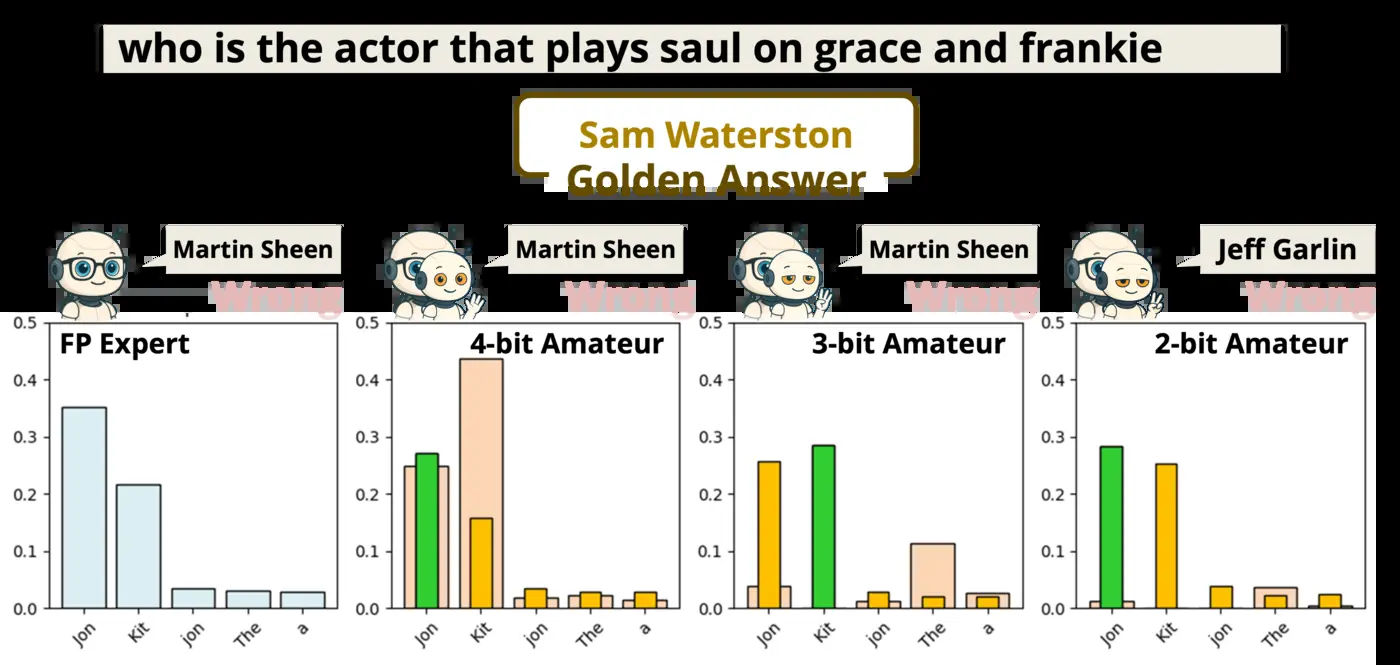 who is the actor that plays saul on grace and frankie
Sam Waterston
Golden Answer
Martin Sheen
Martin Sheen
Martin Sheen
Jeff Garlin
Wrong
Wrong
Wrong
Wrong
FP Expert
0.5
0.4
0.3
0.2
0.1
0.0
Jon
Kit
jon
The
a
4-bit Amateur
0.5
0.4
0.3
0.2
0.1
0.0
Jon
Kit
jon
The
a
3-bit Amateur
0.5
0.4
0.3
0.2
0.1
0.0
Jon
Kit
jon
The
a
2-bit Amateur
0.5
0.4
0.3
0.2
0.1
0.0
Jon
Kit
jon
The
a